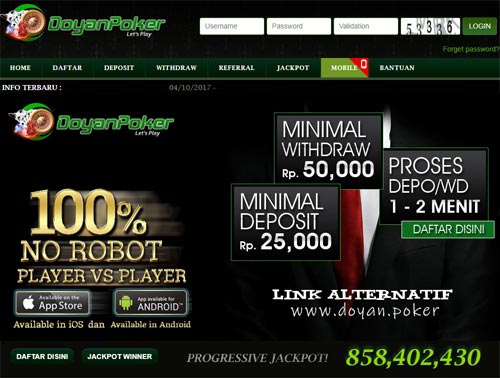 DoyanPoker
Let's Play
Username Password Validation LOGIN
Forget password?
HOME DAFTAR DEPOSIT WITHDRAW REFERRAL JACKPOT MOBILE BANTUAN
INFO TERBARU : 04/10/2017 -
DoyanPoker
Let's Play
MINIMAL
WITHDRAW
Rp. 50,000
PROSES
DEPO/WD
1 - 2 MENIT
DAFTAR DISINI
MINIMAL
DEPOSIT
Rp. 25,000
100%
NO ROBOT
PLAYER VS PLAYER
Available on the
App Store
App available for
ANDROID™
Available in iOS dan Available in Android
LINK ALTERNATIF
www.doyan.poker
DAFTAR DISINI JACKPOT WINNER PROGRESSIVE JACKPOT! 858,402,430